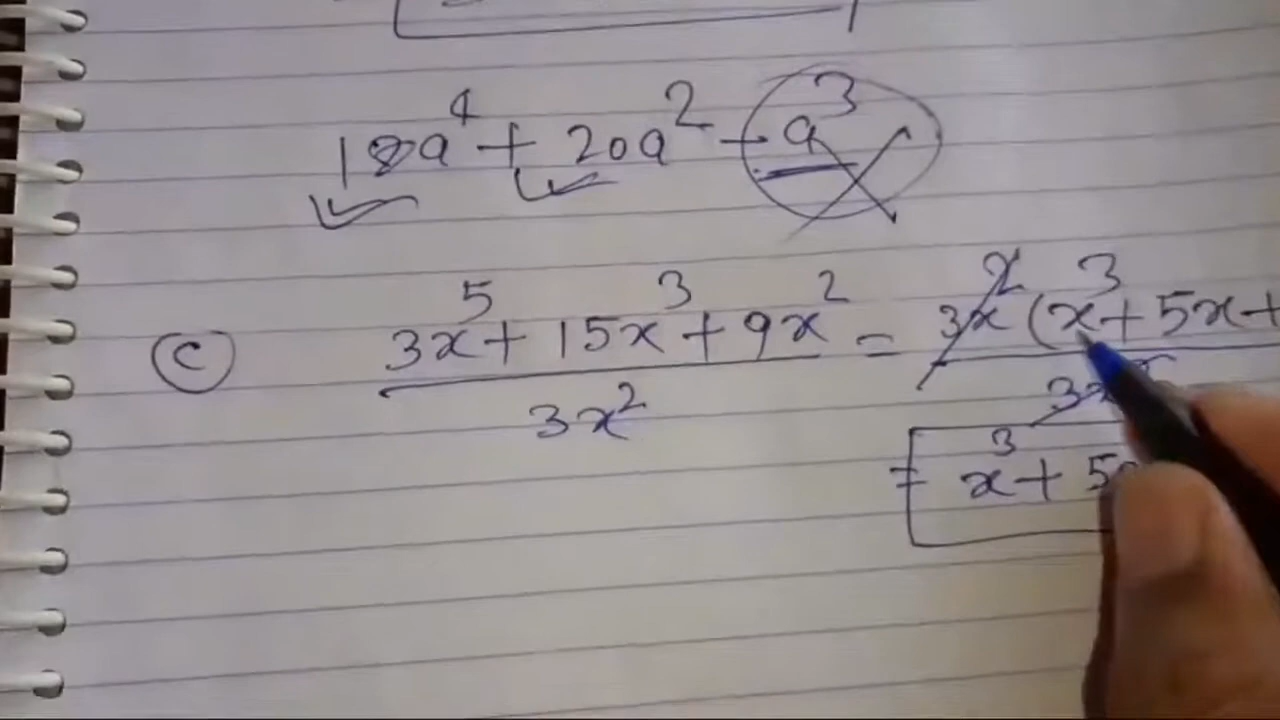 18a⁴ + 20a² + a³
(C) 3x⁵ + 15x³ + 9x² / 3x² = 3x² (x³ + 5x + / 3x²
= x³ + 5